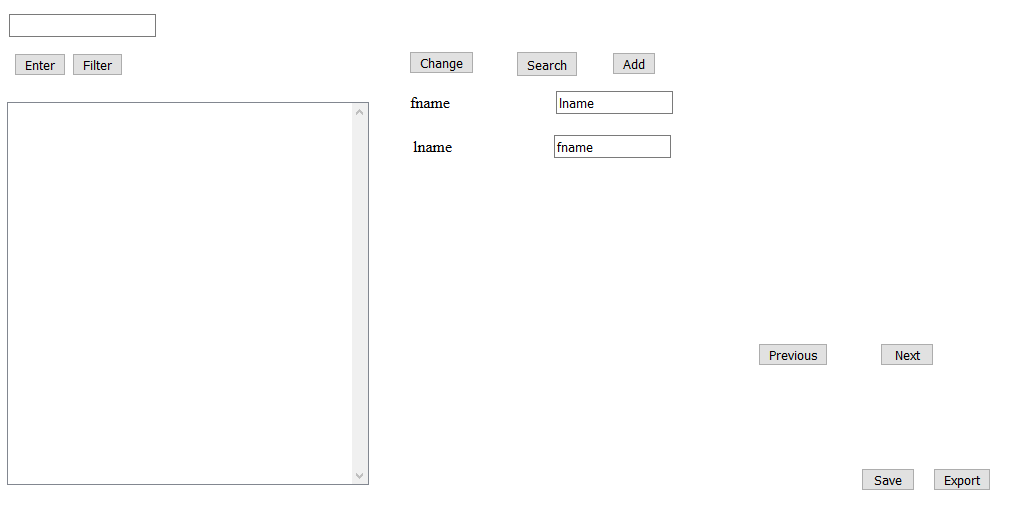 Enter Filter
Change Search Add
fname lname
lname fname
Previous Next
Save Export